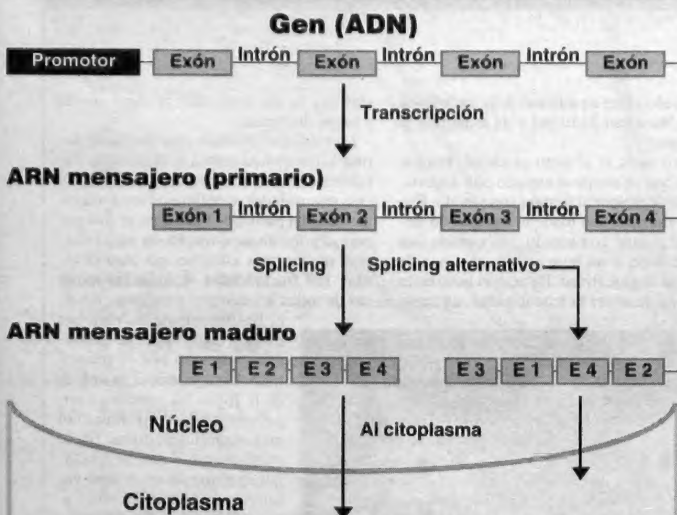 Gen (ADN)
Promotor Exón Intrón Exón Intrón Exón Intrón Exón
Transcripción
ARN mensajero (primario)
Exón 1 Intrón Exón 2 Intrón Exón 3 Intrón Exón 4
Splicing Splicing alternativo
ARN mensajero maduro
E 1 E 2 E 3 E 4 E 3 E 1 E 4 E 2
Núcleo Al citoplasma
Citoplasma